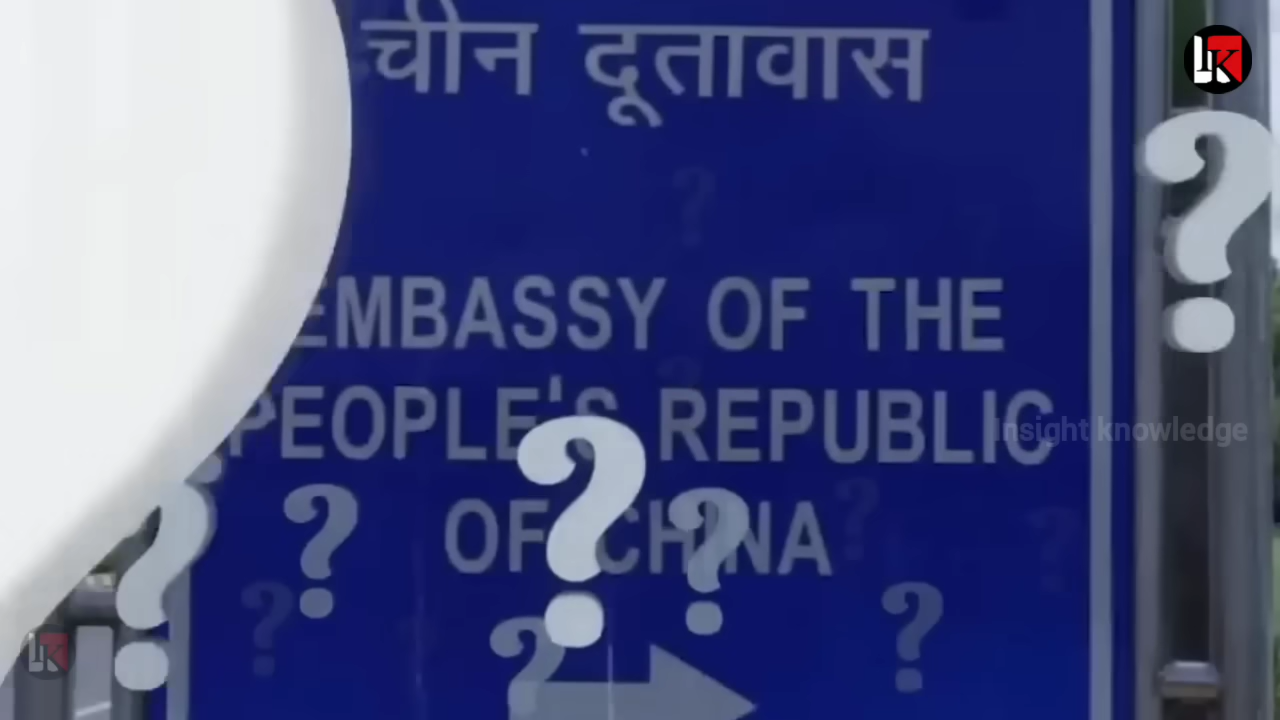 चीन दूतावास
EMBASSY OF THE
PEOPLE'S REPUBLIC
Insight knowledge
OF CHINA